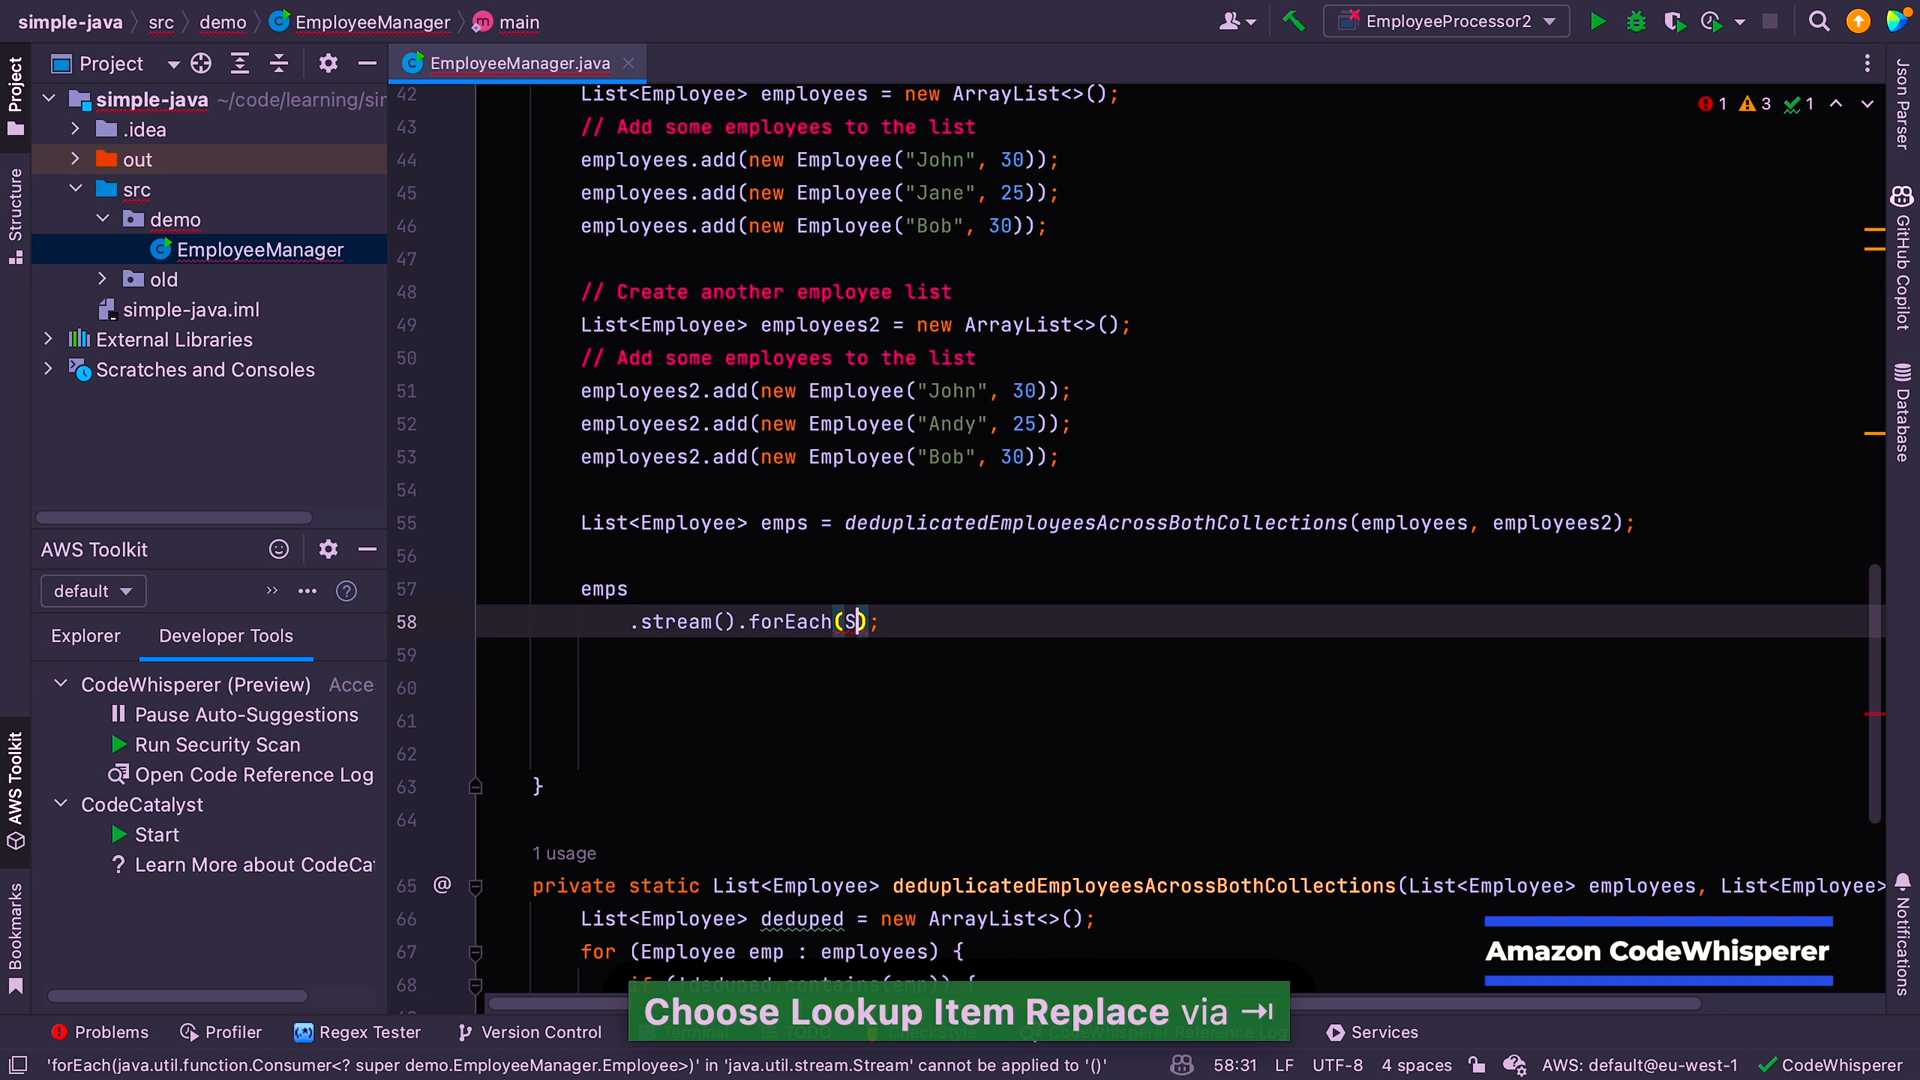 simple-java src demo EmployeeManager main
EmployeeProcessor2
Project
EmployeeManager.java
simple-java ~/code/learning/sir
.idea
out
src
demo
EmployeeManager
old
simple-java.iml
External Libraries
Scratches and Consoles
AWS Toolkit
default
Explorer Developer Tools
CodeWhisperer (Preview) Acce
Pause Auto-Suggestions
Run Security Scan
Open Code Reference Log
CodeCatalyst
Start
Learn More about CodeCat
Project
Structure
AWS Toolkit
Bookmarks
1 3 1
42 List<Employee> employees = new ArrayList<>();
43 // Add some employees to the list
44 employees.add(new Employee("John", 30));
45 employees.add(new Employee("Jane", 25));
46 employees.add(new Employee("Bob", 30));
47
48 // Create another employee list
49 List<Employee> employees2 = new ArrayList<>();
50 // Add some employees to the list
51 employees2.add(new Employee("John", 30));
52 employees2.add(new Employee("Andy", 25));
53 employees2.add(new Employee("Bob", 30));
54
55 List<Employee> emps = deduplicatedEmployeesAcrossBothCollections(employees, employees2);
56
57 emps
58 .stream().forEach(S);
59
60
61
62
63 }
64
1 usage
65 @ private static List<Employee> deduplicatedEmployeesAcrossBothCollections(List<Employee> employees, List<Employee>
66 List<Employee> deduped = new ArrayList<>();
67 for (Employee emp : employees) {
68 if (!deduped.contains(emp)) {
Json Parser
GitHub Copilot
Database
Notifications
Amazon CodeWhisperer
Choose Lookup Item Replace via
Problems Profiler Regex Tester Version Control Terminal TODO CheckStyle CodeWhisperer Reference Log Services
'forEach(java.util.function.Consumer<? super demo.EmployeeManager.Employee>)' in 'java.util.stream.Stream' cannot be applied to '()'
58:31 LF UTF-8 4 spaces AWS: default@eu-west-1 CodeWhisperer